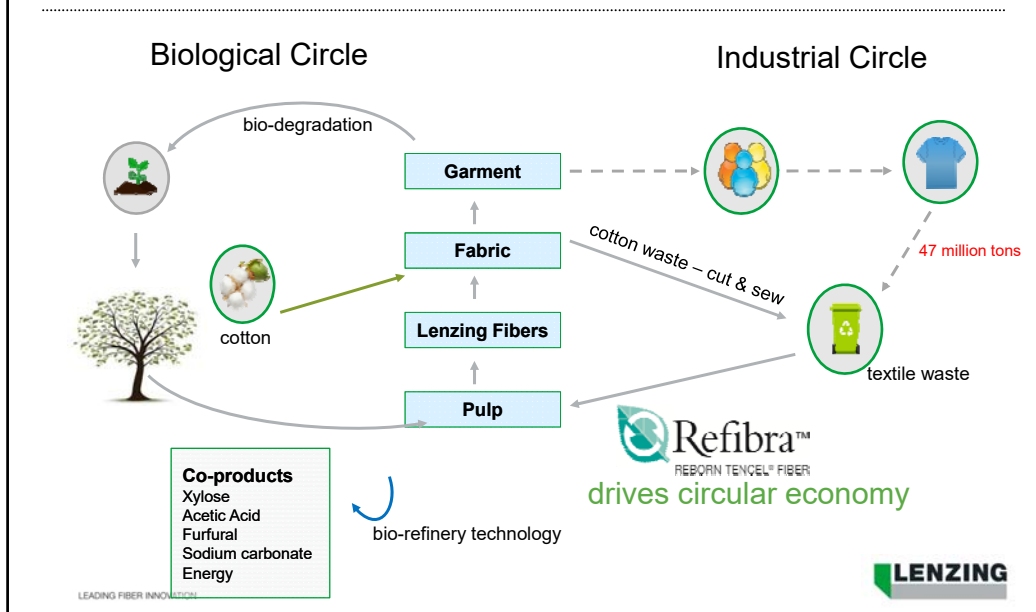 Biological Circle
Industrial Circle
bio-degradation
Garment
Fabric
cotton waste – cut & sew
47 million tons
cotton
Lenzing Fibers
textile waste
Pulp
Refibra™
REBORN TENCEL® FIBER
drives circular economy
Co-products
Xylose
Acetic Acid
Furfural
Sodium carbonate
Energy
bio-refinery technology
LEADING FIBER INNOVATION
LENZING